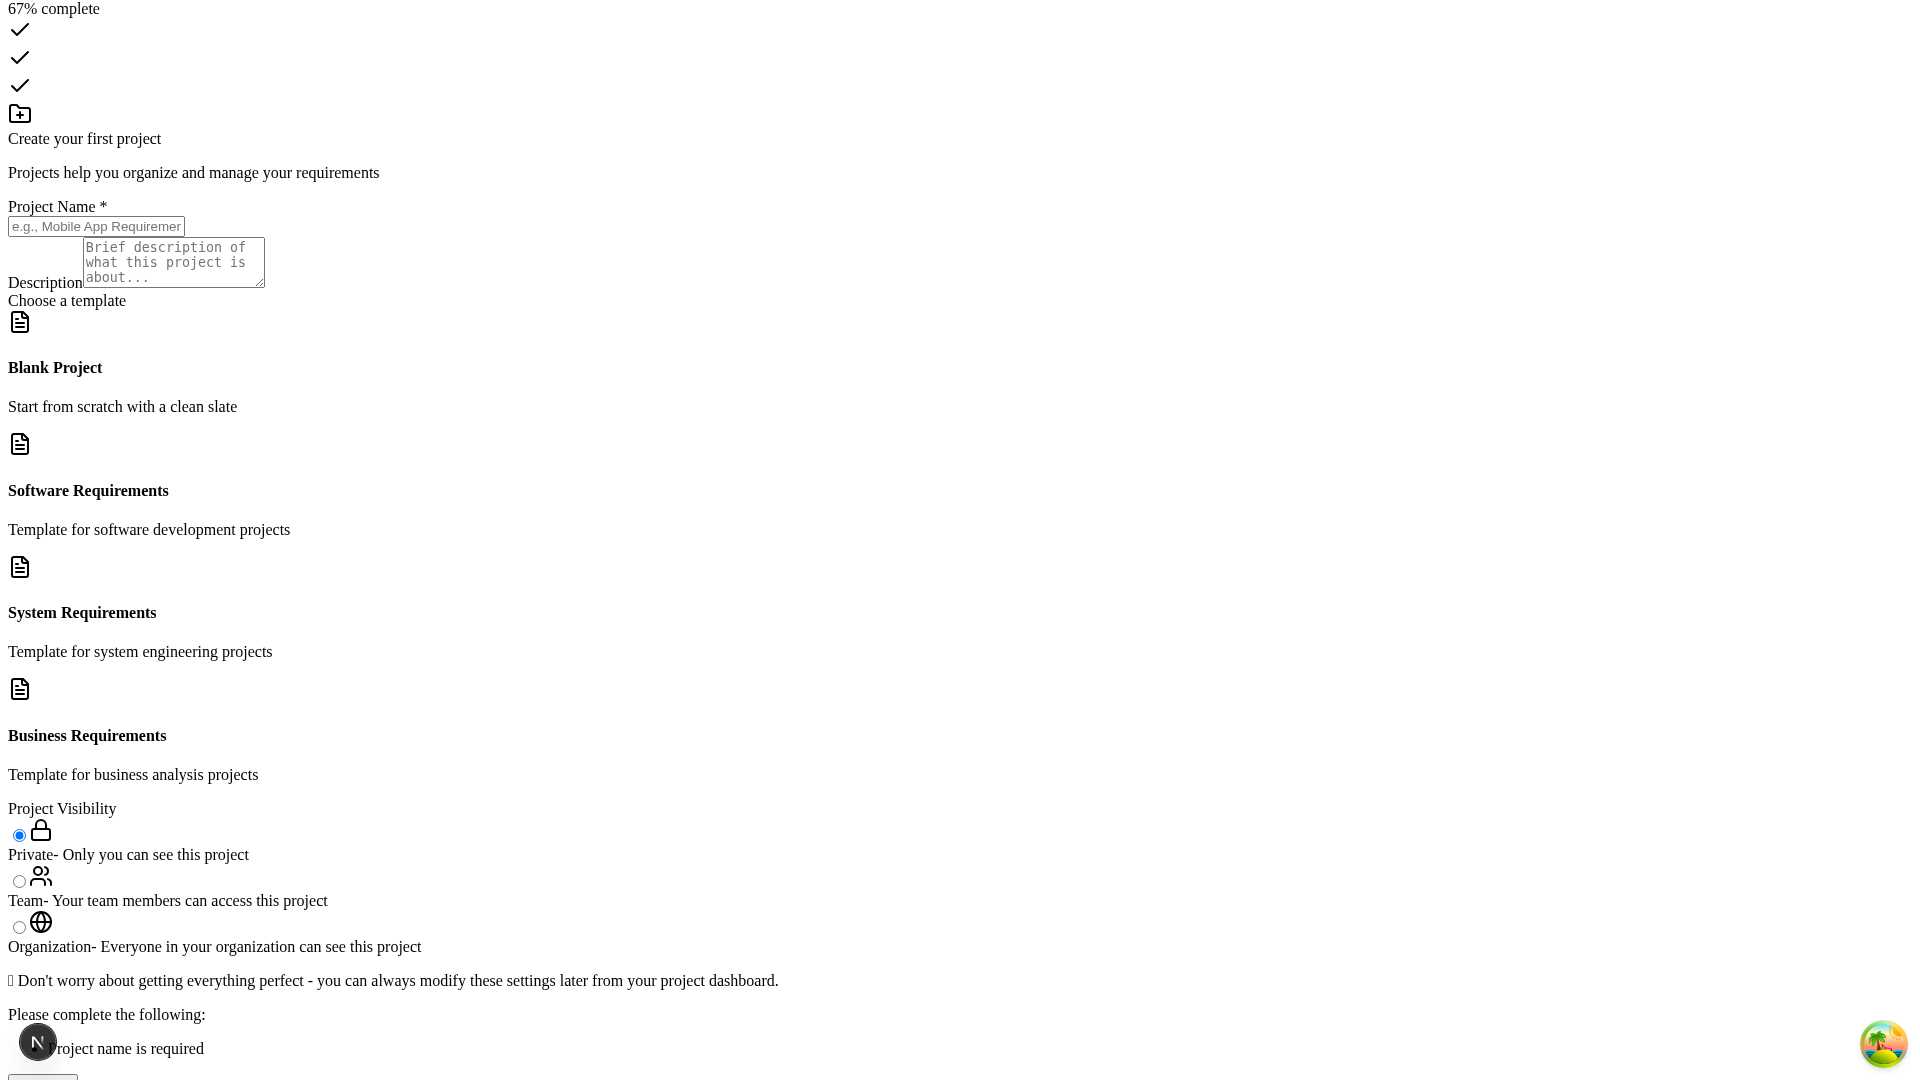 67% complete
Create your first project
Projects help you organize and manage your requirements
Project Name *
e.g., Mobile App Requiremer
Brief description of
what this project is
about...
Description
Choose a template
Blank Project
Start from scratch with a clean slate
Software Requirements
Template for software development projects
System Requirements
Template for system engineering projects
Business Requirements
Template for business analysis projects
Project Visibility
Private- Only you can see this project
Team- Your team members can access this project
Organization- Everyone in your organization can see this project
Don't worry about getting everything perfect - you can always modify these settings later from your project dashboard.
Please complete the following:
N
Project name is required